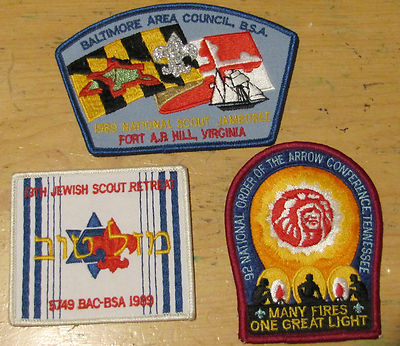 BALTIMORE AREA COUNCIL, B.S.A.
1989 NATIONAL SCOUT JAMBOREE
FORT A.P. HILL, VIRGINIA
JEWISH SCOUT RETREAT
מזל טוב
5749 BAC-BSA 1989
92 NATIONAL ORDER OF THE ARROW CONFERENCE, TENNESSEE
MANY FIRES
ONE GREAT LIGHT